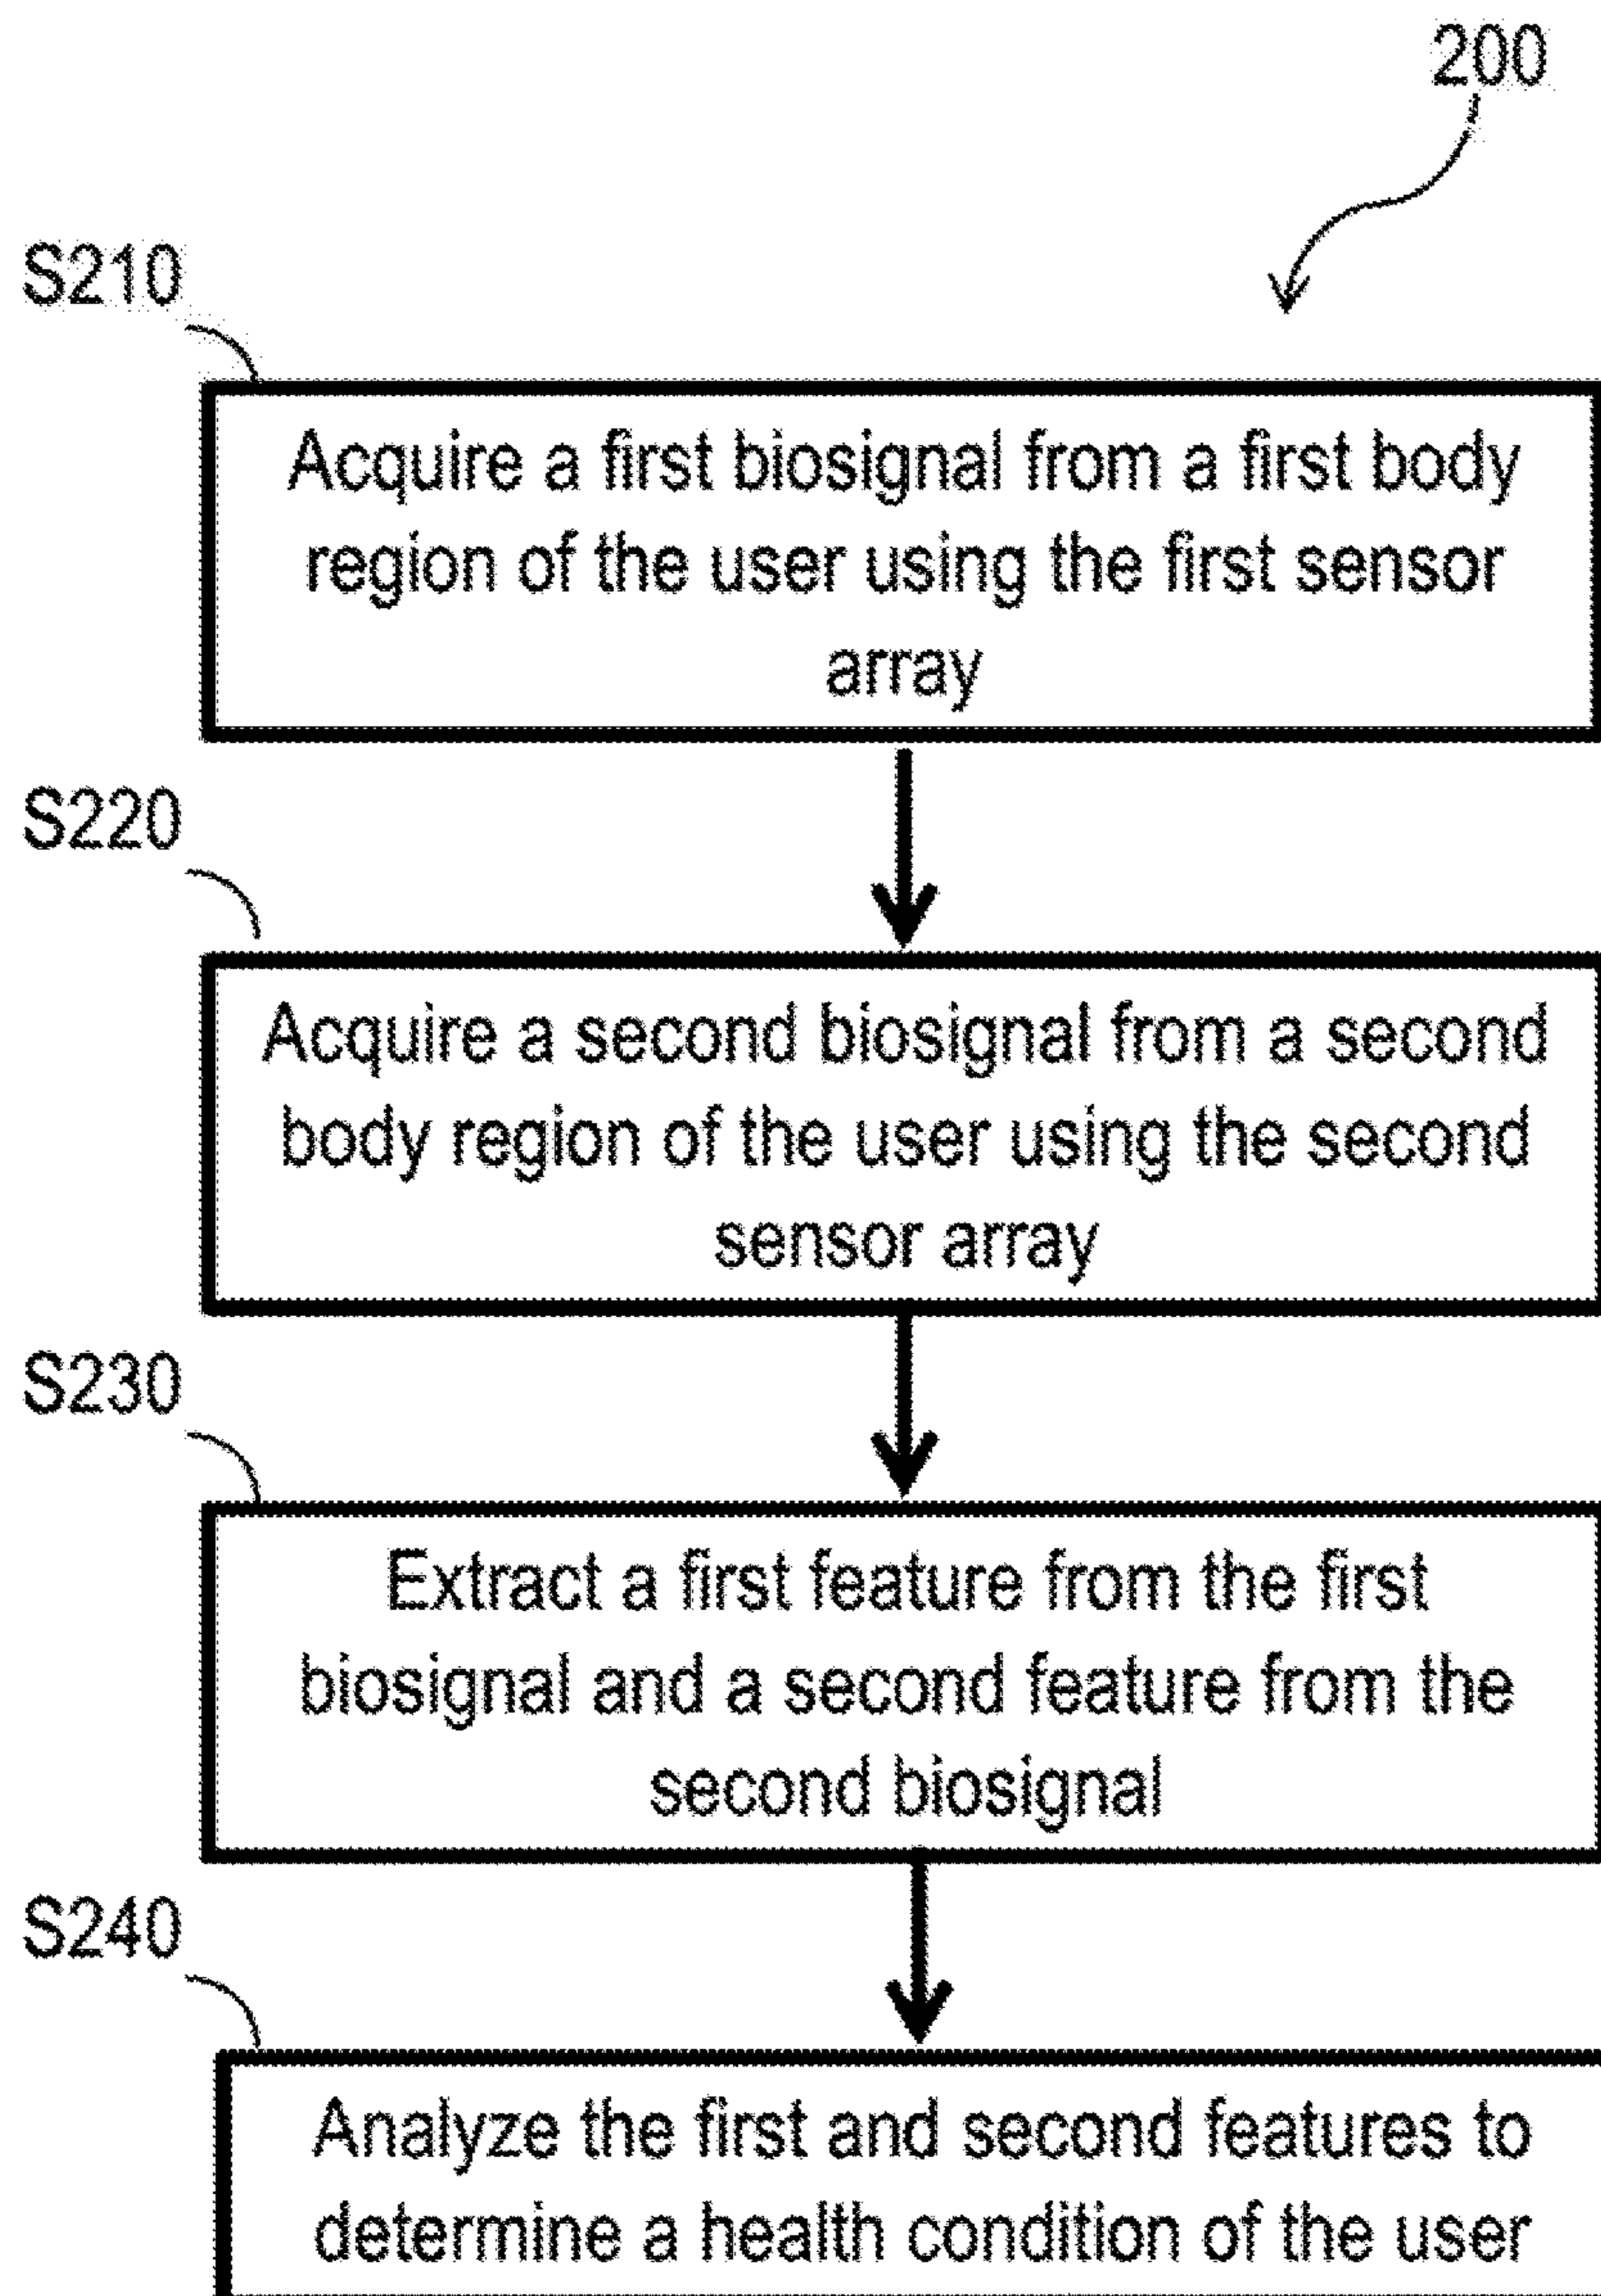 200
S210
Acquire a first biosignal from a first body
region of the user using the first sensor
array
S220
Acquire a second biosignal from a second
body region of the user using the second
sensor array
S230
Extract a first feature from the first
biosignal and a second feature from the
second biosignal
S240
Analyze the first and second features to
determine a health condition of the user